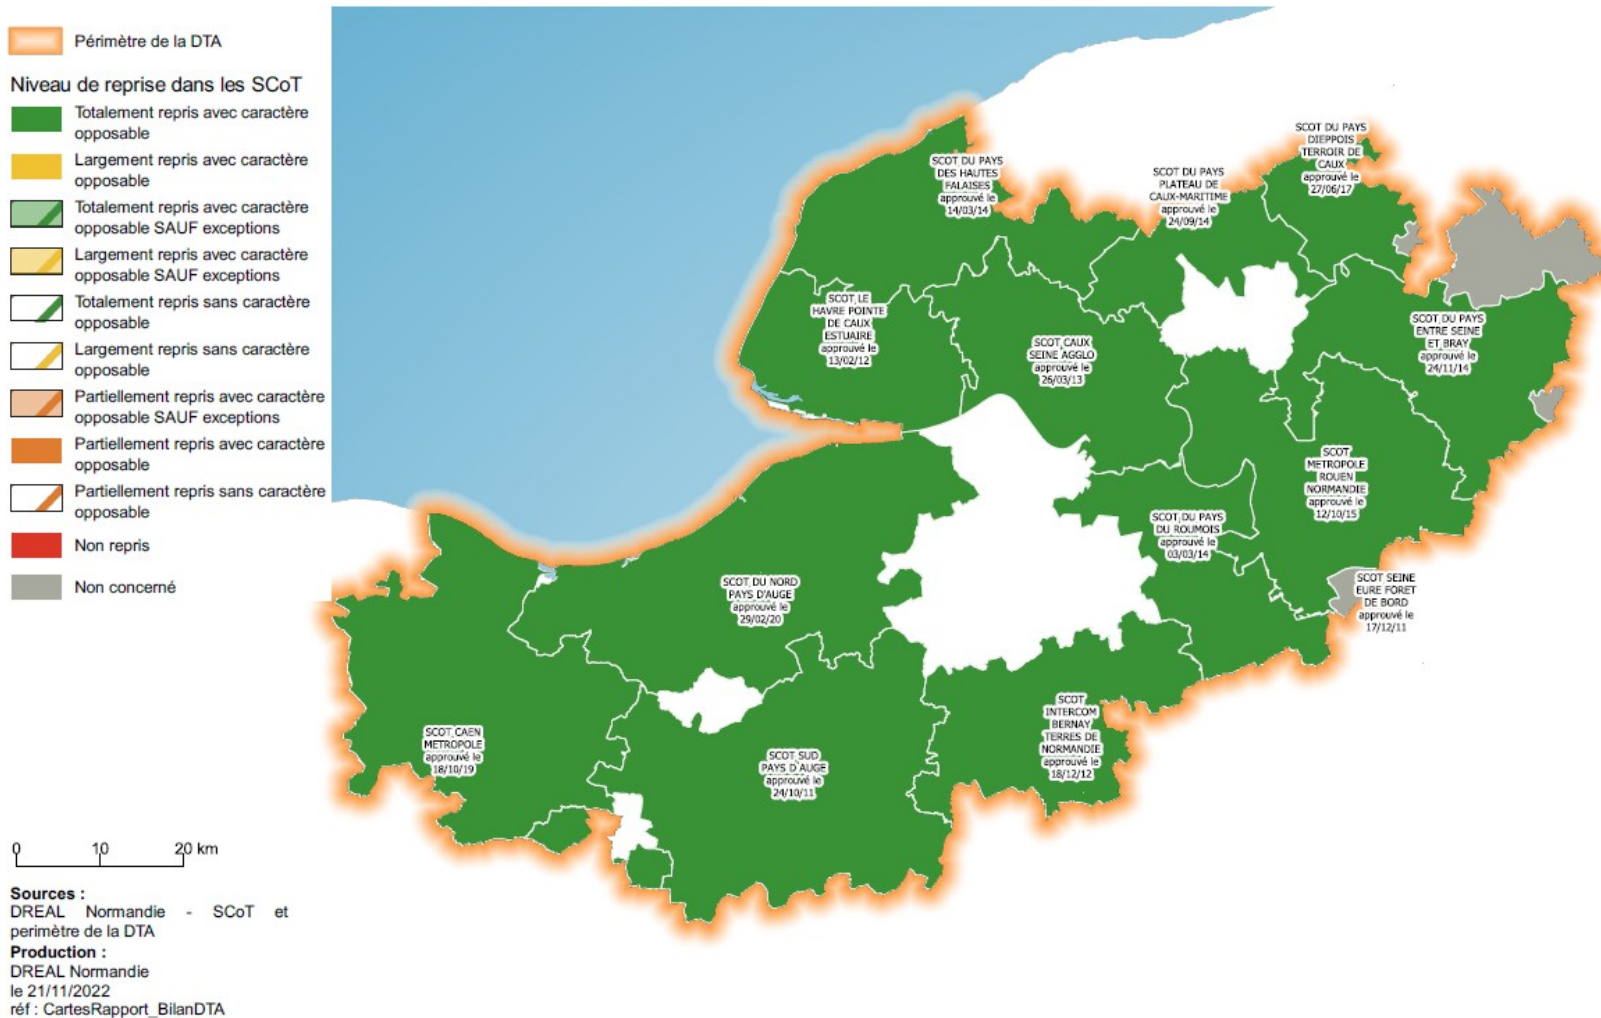 Périmètre de la DTA
Niveau de reprise dans les SCoT
Totalement repris avec caractère
opposable
Largement repris avec caractère
opposable
Totalement repris avec caractère
opposable SAUF exceptions
Largement repris avec caractère
opposable SAUF exceptions
Totalement repris sans caractère
opposable
Largement repris sans caractère
opposable
Partiellement repris avec caractère
opposable SAUF exceptions
Partiellement repris avec caractère
opposable
Partiellement repris sans caractère
opposable
Non repris
Non concerné
0 10 20 km
Sources :
DREAL Normandie - SCoT et
perimètre de la DTA
Production :
DREAL Normandie
le 21/11/2022
réf : CartesRapport_BilanDTA
SCOT DU PAYS
DIEPPOIS
TERROIR DE
CAUX
approuvé le
27/06/17
SCOT DU PAYS
DES HAUTES
FALAISES
approuvé le
14/03/14
SCOT DU PAYS
PLATEAU DE
CAUX-MARITIME
approuvé le
24/09/14
SCOT LE
HAVRE POINTE
DE CAUX
ESTUAIRE
approuvé le
13/02/12
SCOT CAUX
SEINE AGGLO
approuvé le
26/03/13
SCOT DU PAYS
ENTRE SEINE
ET BRAY
approuvé le
24/11/14
SCOT
METROPOLE
ROUEN
NORMANDIE
approuvé le
12/10/15
SCOT DU PAYS
DU ROUMOIS
approuvé le
03/03/14
SCOT SEINE
EURE FORET
DE BORD
approuvé le
17/12/11
SCOT DU NORD
PAYS D'AUGE
approuvé le
29/02/20
SCOT CAEN
METROPOLE
approuvé le
18/10/19
SCOT SUD
PAYS D'AUGE
approuvé le
24/10/11
SCOT
INTERCOM
BERNAY
TERRES DE
NORMANDIE
approuvé le
18/12/12